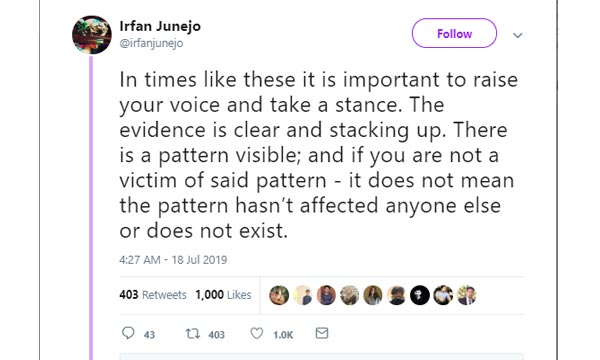 Irfan Junejo
@irfanjunejo
Follow
In times like these it is important to raise
your voice and take a stance. The
evidence is clear and stacking up. There
is a pattern visible; and if you are not a
victim of said pattern - it does not mean
the pattern hasn't affected anyone else
or does not exist.
4:27 AM - 18 Jul 2019
403 Retweets 1,000 Likes
43 403 1.0K